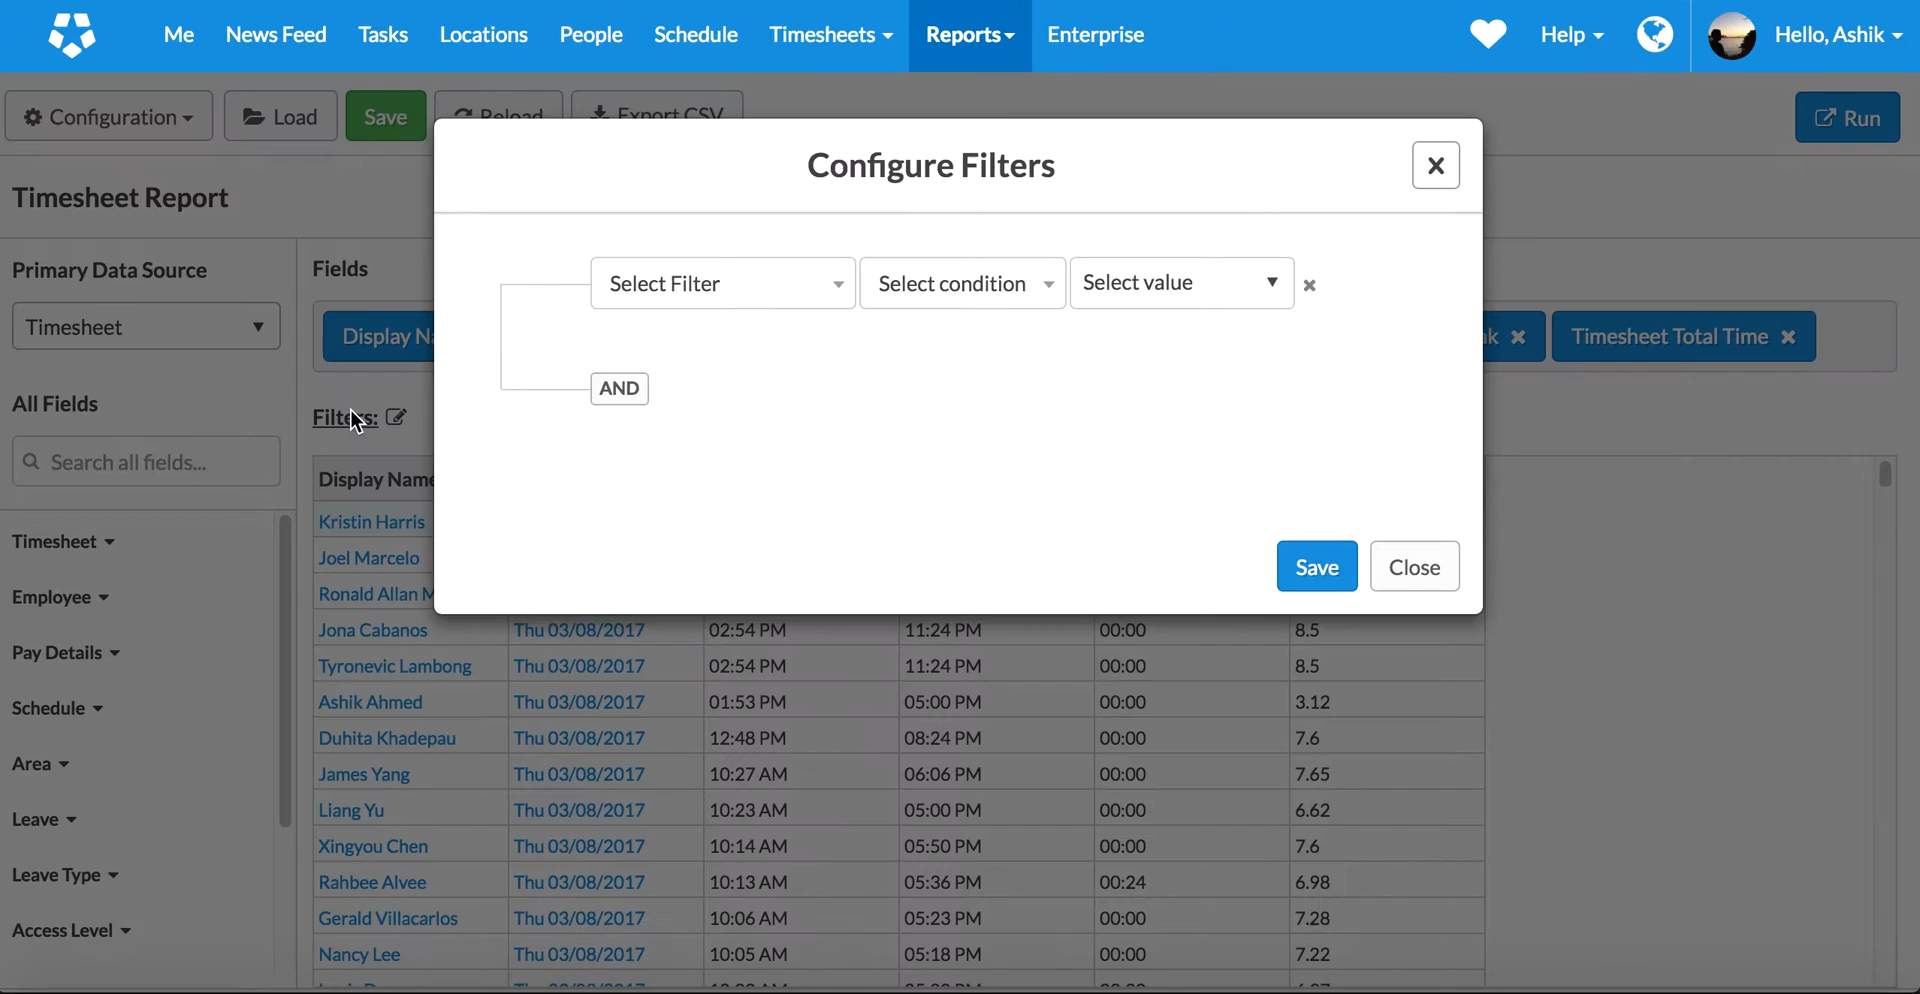 Me News Feed Tasks Locations People Schedule Timesheets Reports Enterprise Help Hello, Ashik
Configuration Load Save Reload Export CSV Run
Configure Filters
Timesheet Report
Primary Data Source
Fields
Select Filter Select condition Select value
Timesheet
Timesheet Total Time
AND
All Fields
Filters:
Search all fields...
Display Name
Kristin Harris
Timesheet
Joel Marcelo
Save Close
Employee
Ronald Allan
Jona Cabanos Thu 03/08/2017 02:54 PM 11:24 PM 00:00 8.5
Pay Details
Tyronevic Lambong Thu 03/08/2017 02:54 PM 11:24 PM 00:00 8.5
Schedule
Ashik Ahmed Thu 03/08/2017 01:53 PM 05:00 PM 00:00 3.12
Duhita Khadepau Thu 03/08/2017 12:48 PM 08:24 PM 00:00 7.6
Area
James Yang Thu 03/08/2017 10:27 AM 06:06 PM 00:00 7.65
Leave
Liang Yu Thu 03/08/2017 10:23 AM 05:00 PM 00:00 6.62
Xingyou Chen Thu 03/08/2017 10:14 AM 05:50 PM 00:00 7.6
Leave Type
Rahbee Alvee Thu 03/08/2017 10:13 AM 05:36 PM 00:24 6.98
Access Level
Gerald Villacarlos Thu 03/08/2017 10:06 AM 05:23 PM 00:00 7.28
Nancy Lee Thu 03/08/2017 10:05 AM 05:18 PM 00:00 7.22